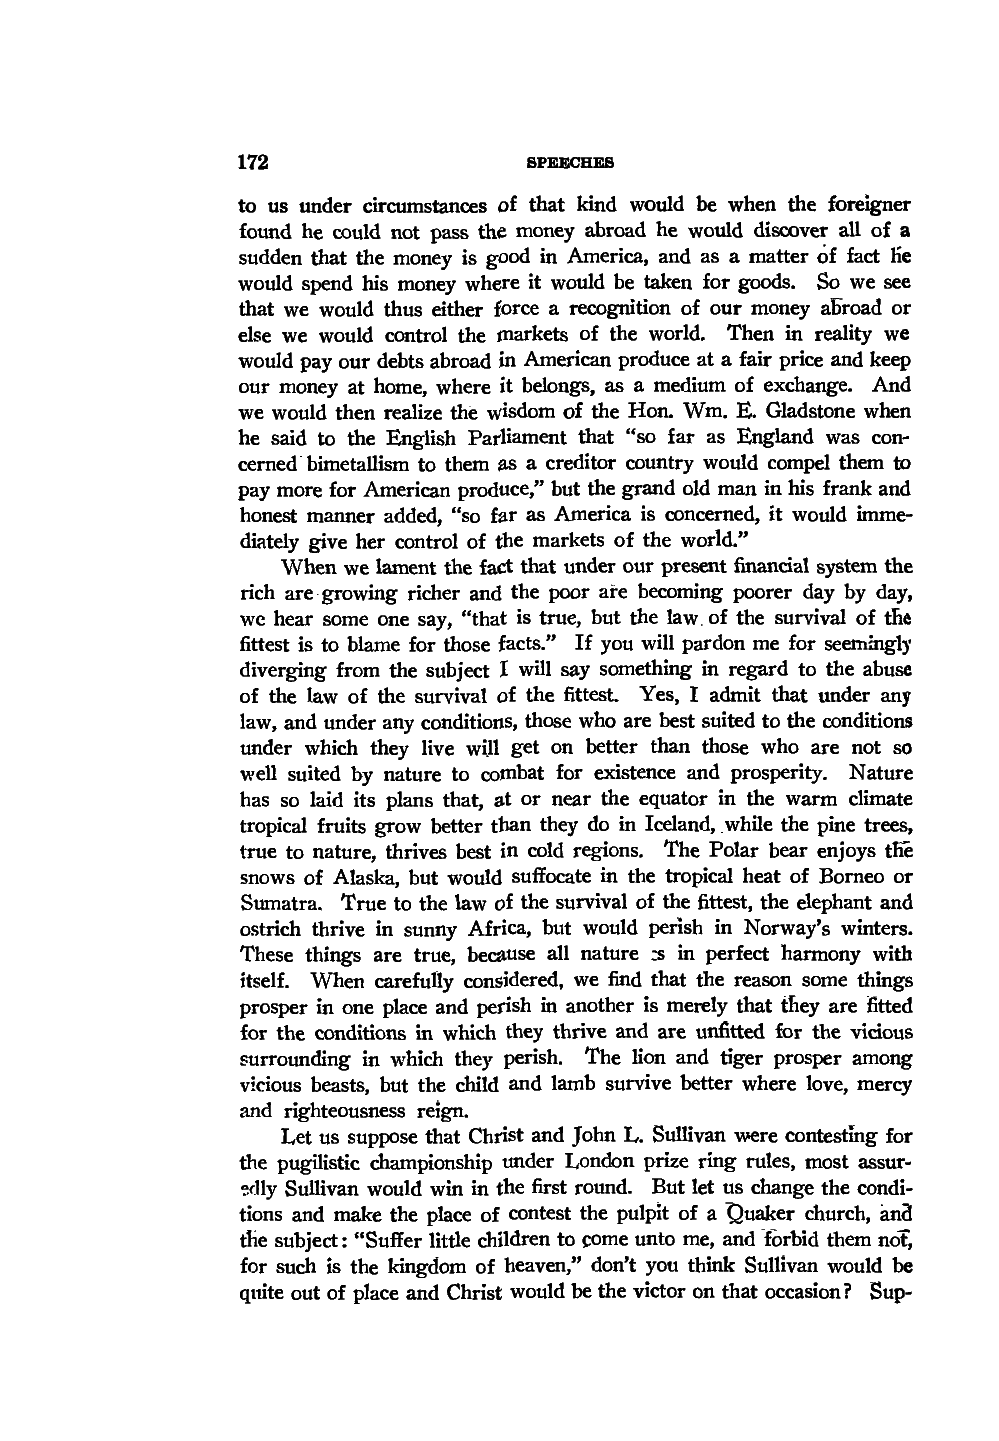 172 SPEECHES
to us under circumstances of that kind would be when the foreigner
found he could not pass the money abroad he would discover all of a
sudden that the money is good in America, and as a matter of fact he
would spend his money where it would be taken for goods. So we see
that we would thus either force a recognition of our money abroad or
else we would control the markets of the world. Then in reality we
would pay our debts abroad in American produce at a fair price and keep
our money at home, where it belongs, as a medium of exchange. And
we would then realize the wisdom of the Hon. Wm. E. Gladstone when
he said to the English Parliament that “so far as England was con-
cerned bimetallism to them as a creditor country would compel them to
pay more for American produce,” but the grand old man in his frank and
honest manner added, “so far as America is concerned, it would imme-
diately give her control of the markets of the world.”
When we lament the fact that under our present financial system the
rich are growing richer and the poor are becoming poorer day by day,
we hear some one say, “that is true, but the law of the survival of the
fittest is to blame for those facts.” If you will pardon me for seemingly
diverging from the subject I will say something in regard to the abuse
of the law of the survival of the fittest. Yes, I admit that under any
law, and under any conditions, those who are best suited to the conditions
under which they live will get on better than those who are not so
well suited by nature to combat for existence and prosperity. Nature
has so laid its plans that, at or near the equator in the warm climate
tropical fruits grow better than they do in Iceland, while the pine trees,
true to nature, thrives best in cold regions. The Polar bear enjoys the
snows of Alaska, but would suffocate in the tropical heat of Borneo or
Sumatra. True to the law of the survival of the fittest, the elephant and
ostrich thrive in sunny Africa, but would perish in Norway’s winters.
These things are true, because all nature is in perfect harmony with
itself. When carefully considered, we find that the reason some things
prosper in one place and perish in another is merely that they are fitted
for the conditions in which they thrive and are unfitted for the vicious
surrounding in which they perish. The lion and tiger prosper among
vicious beasts, but the child and lamb survive better where love, mercy
and righteousness reign.
Let us suppose that Christ and John L. Sullivan were contesting for
the pugilistic championship under London prize ring rules, most assur-
edly Sullivan would win in the first round. But let us change the condi-
tions and make the place of contest the pulpit of a Quaker church, and
the subject: “Suffer little children to come unto me, and forbid them not,
for such is the kingdom of heaven,” don’t you think Sullivan would be
quite out of place and Christ would be the victor on that occasion? Sup-